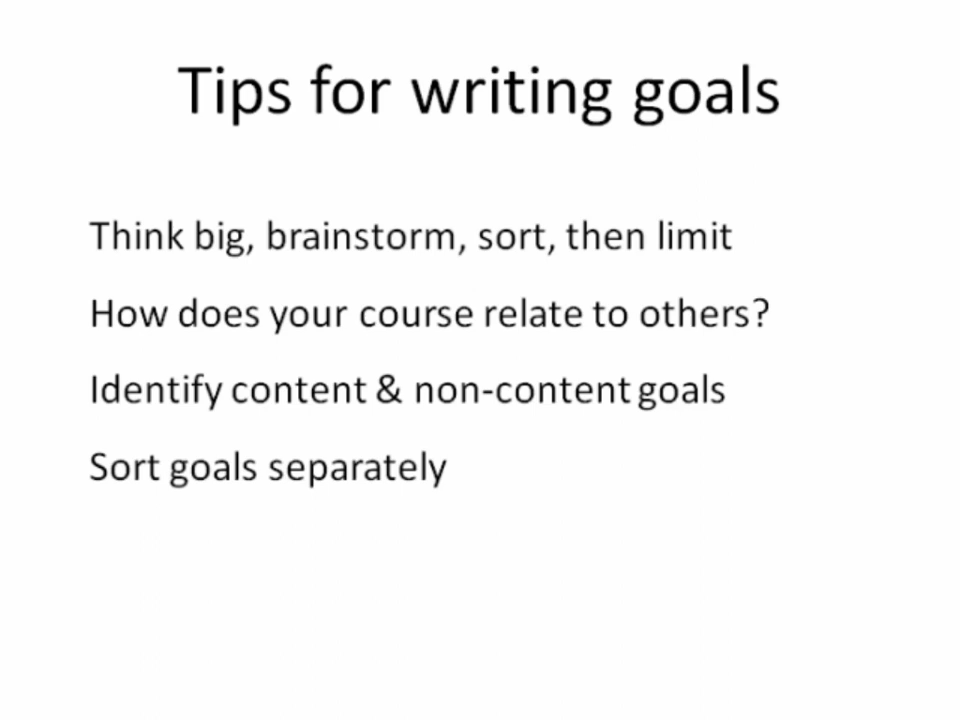 Tips for writing goals
Think big, brainstorm, sort, then limit
How does your course relate to others?
Identify content & non-content goals
Sort goals separately